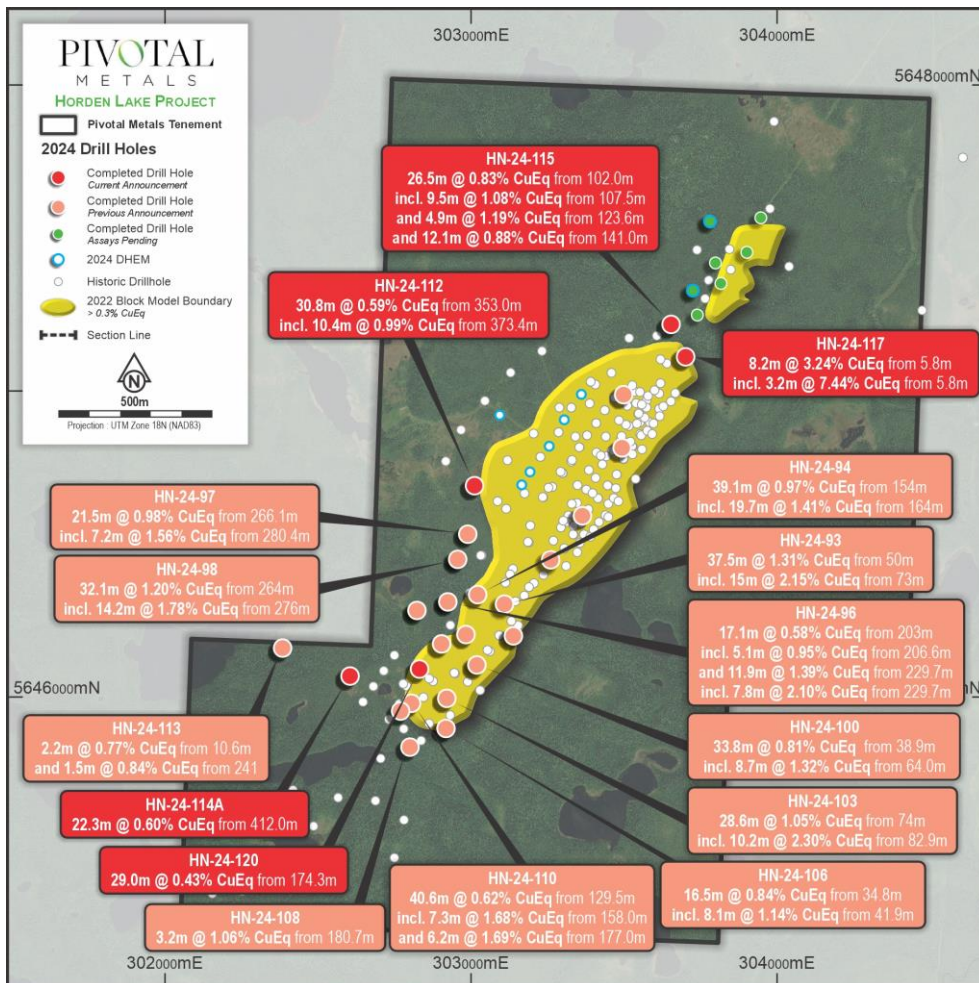 303000mE
304000mE
5648000mN
PIVOTAL
METALS
HORDEN LAKE PROJECT
Pivotal Metals Tenement
2024 Drill Holes
Completed Drill Hole
Current Announcement
Completed Drill Hole
Previous Announcement
Completed Drill Hole
Assays Pending
2024 DHEM
Historic Drillhole
2022 Block Model Boundary
> 0.3% CuEq
Section Line
N
500m
Projection : UTM Zone 18N (NAD83)
HN-24-115
26.5m @ 0.83% CuEq from 102.0m
incl. 9.5m @ 1.08% CuEq from 107.5m
and 4.9m @ 1.19% CuEq from 123.6m
and 12.1m @ 0.88% CuEq from 141.0m
HN-24-112
30.8m @ 0.59% CuEq from 353.0m
incl. 10.4m @ 0.99% CuEq from 373.4m
HN-24-117
8.2m @ 3.24% CuEq from 5.8m
incl. 3.2m @ 7.44% CuEq from 5.8m
HN-24-94
39.1m @ 0.97% CuEq from 154m
incl. 19.7m @ 1.41% CuEq from 164m
HN-24-97
21.5m @ 0.98% CuEq from 266.1m
incl. 7.2m @ 1.56% CuEq from 280.4m
HN-24-93
37.5m @ 1.31% CuEq from 50m
incl. 15m @ 2.15% CuEq from 73m
HN-24-98
32.1m @ 1.20% CuEq from 264m
incl. 14.2m @ 1.78% CuEq from 276m
HN-24-96
17.1m @ 0.58% CuEq from 203m
incl. 5.1m @ 0.95% CuEq from 206.6m
and 11.9m @ 1.39% CuEq from 229.7m
incl. 7.8m @ 2.10% CuEq from 229.7m
5646000mN
5646000mN
HN-24-113
2.2m @ 0.77% CuEq from 10.6m
and 1.5m @ 0.84% CuEq from 241
HN-24-100
33.8m @ 0.81% CuEq from 38.9m
incl. 8.7m @ 1.32% CuEq from 64.0m
HN-24-114A
22.3m @ 0.60% CuEq from 412.0m
HN-24-103
28.6m @ 1.05% CuEq from 74m
incl. 10.2m @ 2.30% CuEq from 82.9m
HN-24-120
29.0m @ 0.43% CuEq from 174.3m
HN-24-110
40.6m @ 0.62% CuEq from 129.5m
incl. 7.3m @ 1.68% CuEq from 158.0m
and 6.2m @ 1.69% CuEq from 177.0m
HN-24-106
16.5m @ 0.84% CuEq from 34.8m
incl. 8.1m @ 1.14% CuEq from 41.9m
HN-24-108
3.2m @ 1.06% CuEq from 180.7m
302000mE
303000mE
304000mE